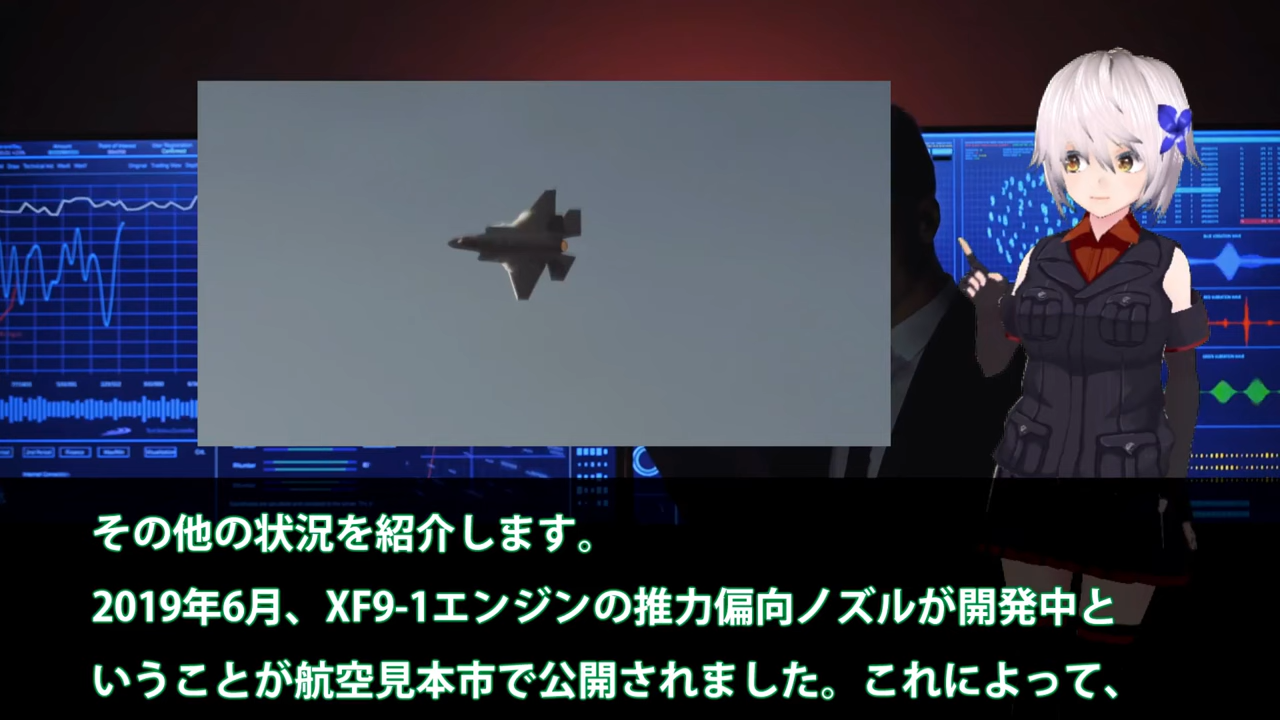 その他の状況を紹介します。
2019年6月、XF9-1エンジンの推力偏向ノズルが開発中と
いうことが航空見本市で公開されました。これによって、